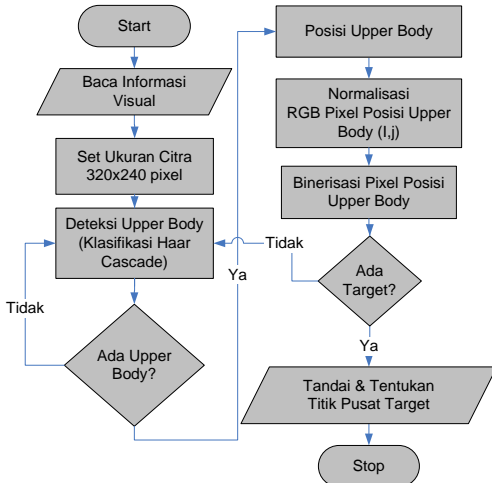 Start
Baca Informasi
Visual
Set Ukuran Citra
320x240 pixel
Deteksi Upper Body
(Klasifikasi Haar
Cascade)
Tidak
Ada Upper
Body?
Ya
Posisi Upper Body
Normalisasi
RGB Pixel Posisi Upper
Body (I,j)
Binerisasi Pixel Posisi
Upper Body
Tidak
Ada
Target?
Ya
Tandai & Tentukan
Titik Pusat Target
Stop